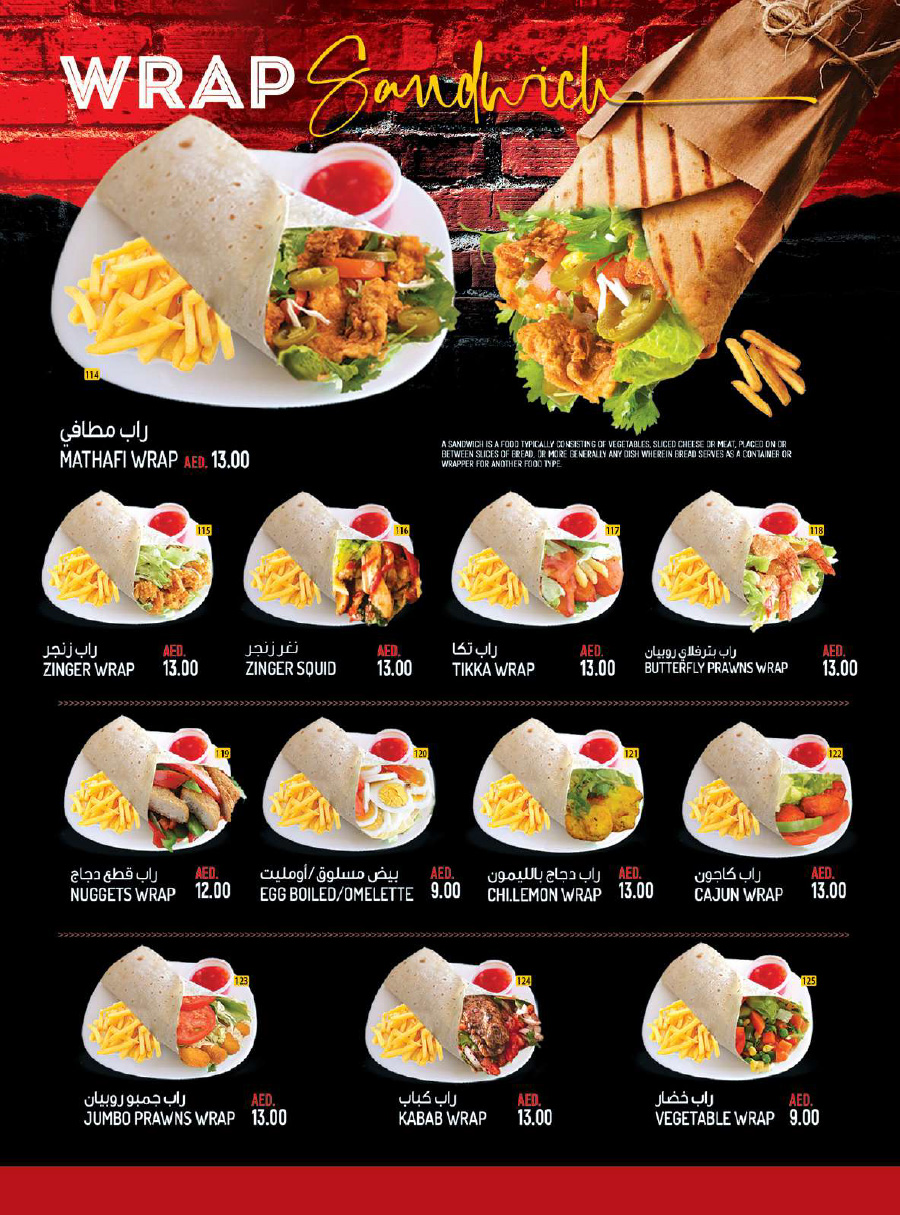 WRAP Sandwich
114
راب مطافي
MATHAFI WRAP AED. 13.00
A SANDWICH IS A FOOD TYPICALLY CONSISTING OF VEGETABLES, SLICED CHEESE OR MEAT, PLACED ON OR
BETWEEN SLICES OF BREAD, OR MORE GENERALLY ANY DISH WHEREIN BREAD SERVES AS A CONTAINER OR
WRAPPER FOR ANOTHER FOOD TYPE.
115
راب زنجر AED.
ZINGER WRAP 13.00
116
نغر زنجر AED.
ZINGER SQUID 13.00
117
راب تكا AED.
TIKKA WRAP 13.00
118
راب بترفلاي روبيان AED.
BUTTERFLY PRAWNS WRAP 13.00
119
راب قطع دجاج AED.
NUGGETS WRAP 12.00
120
بيض مسلوق/أومليت AED.
EGG BOILED/OMELETTE 9.00
121
راب دجاج بالليمون AED.
CHI.LEMON WRAP 13.00
122
راب كاجون AED.
CAJUN WRAP 13.00
123
راب جمبو روبيان AED.
JUMBO PRAWNS WRAP 13.00
124
راب كباب AED.
KABAB WRAP 13.00
125
راب خضار AED.
VEGETABLE WRAP 9.00